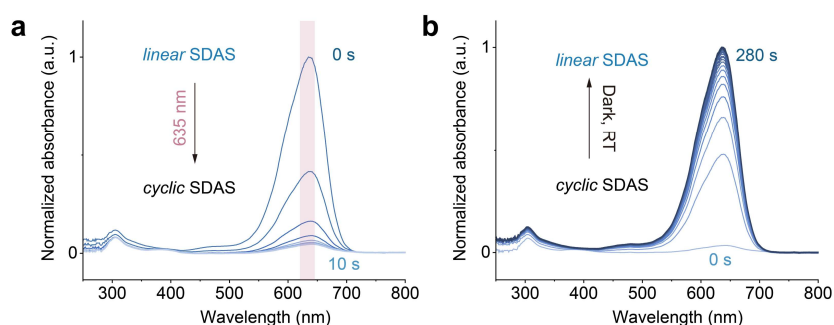 a
Normalized absorbance (a.u.)
1
0
linear SDAS
0 s
635 nm
cyclic SDAS
10 s
300 400 500 600 700 800
Wavelength (nm)
b
Normalized absorbance (a.u.)
1
0
linear SDAS
280 s
Dark, RT
cyclic SDAS
0 s
300 400 500 600 700 800
Wavelength (nm)